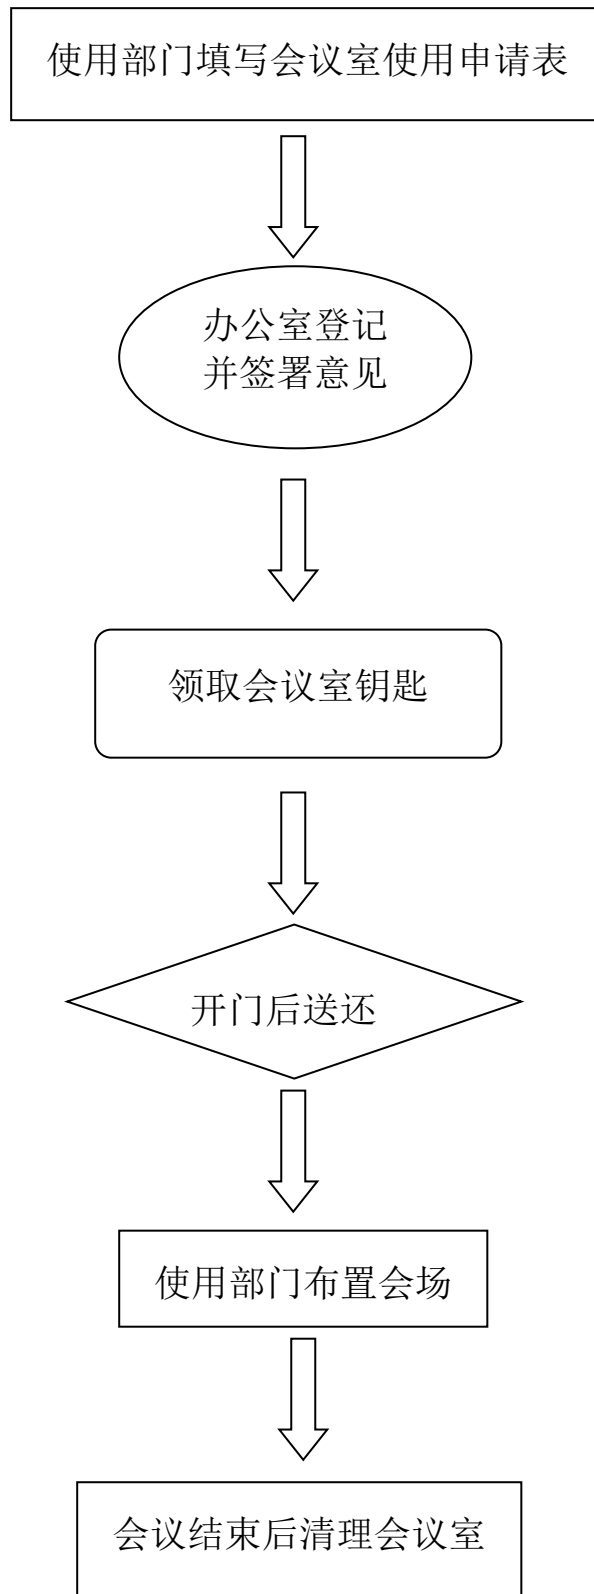 使用部门填写会议室使用申请表
办公室登记
并签署意见
领取会议室钥匙
开门后送还
使用部门布置会场
会议结束后清理会议室